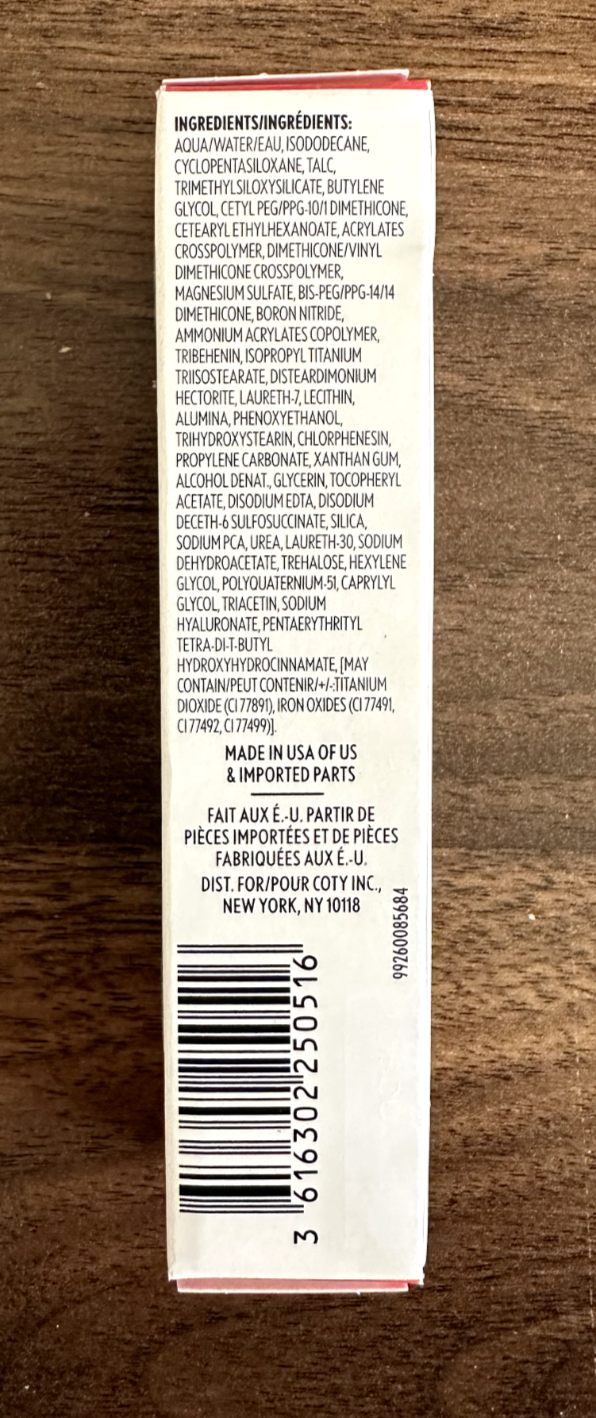 INGREDIENTS/INGRÉDIENTS:
AQUA/WATER/EAU, ISODODECANE,
CYCLOPENTASILOXANE, TALC,
TRIMETHYLSILOXYSILICATE, BUTYLENE
GLYCOL, CETYL PEG/PPG-10/1 DIMETHICONE,
CETEARYL ETHYLHEXANOATE, ACRYLATES
CROSSPOLYMER, DIMETHICONE/VINYL
DIMETHICONE CROSSPOLYMER,
MAGNESIUM SULFATE, BIS-PEG/PPG-14/14
DIMETHICONE, BORON NITRIDE,
AMMONIUM ACRYLATES COPOLYMER,
TRIBEHENIN, ISOPROPYL TITANIUM
TRIISOSTEARATE, DISTEARDIMONIUM
HECTORITE, LAURETH-7, LECITHIN,
ALUMINA, PHENOXYETHANOL,
TRIHYDROXYSTEARIN, CHLORPHENESIN,
PROPYLENE CARBONATE, XANTHAN GUM,
ALCOHOL DENAT., GLYCERIN, TOCOPHERYL
ACETATE, DISODIUM EDTA, DISODIUM
DECETH-6 SULFOSUCCINATE, SILICA,
SODIUM PCA, UREA, LAURETH-30, SODIUM
DEHYDROACETATE, TREHALOSE, HEXYLENE
GLYCOL, POLYQUATERNIUM-51, CAPRYLYL
GLYCOL, TRIACETIN, SODIUM
HYALURONATE, PENTAERYTHRITYL
TETRA-DI-T-BUTYL
HYDROXYHYDROCINNAMATE, [MAY
CONTAIN/PEUT CONTENIR/+/-:TITANIUM
DIOXIDE (CI 77891), IRON OXIDES (CI 77491,
CI 77492, CI 77499)].
MADE IN USA OF US
& IMPORTED PARTS
FAIT AUX É.-U. PARTIR DE
PIÈCES IMPORTÉES ET DE PIÈCES
FABRIQUÉES AUX É.-U.
DIST. FOR/POUR COTY INC.,
NEW YORK, NY 10118
99260085684
3 616302 250516